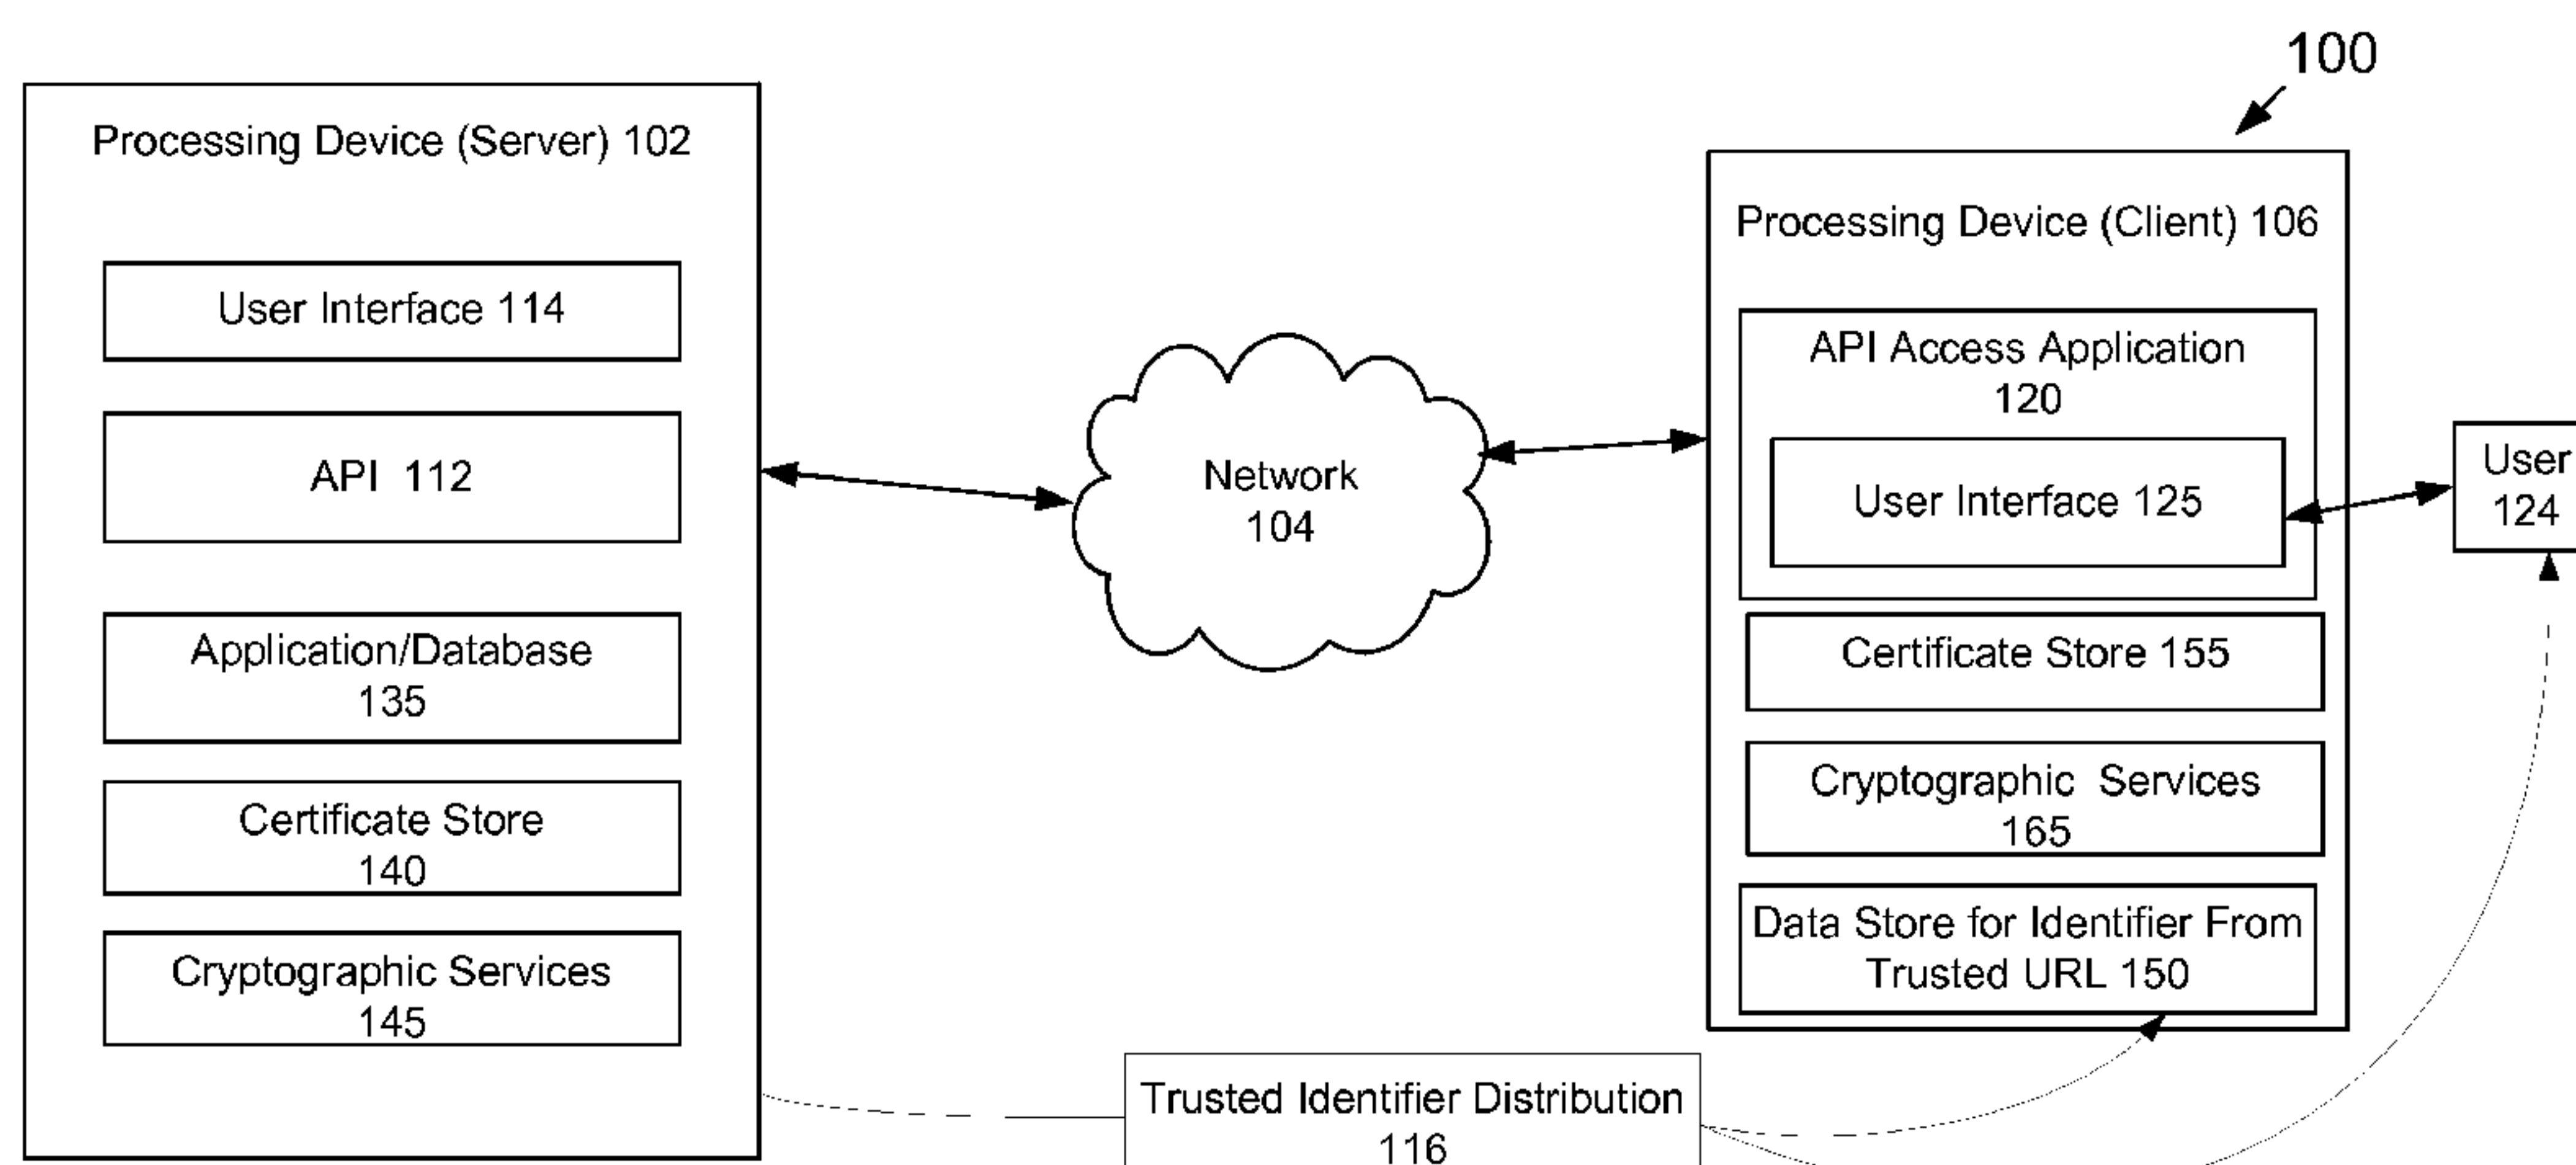 100
Processing Device (Server) 102
User Interface 114
API 112
Application/Database
135
Certificate Store
140
Cryptographic Services
145
Network
104
Processing Device (Client) 106
API Access Application
120
User Interface 125
Certificate Store 155
Cryptographic Services
165
Data Store for Identifier From
Trusted URL 150
User
124
Trusted Identifier Distribution
116